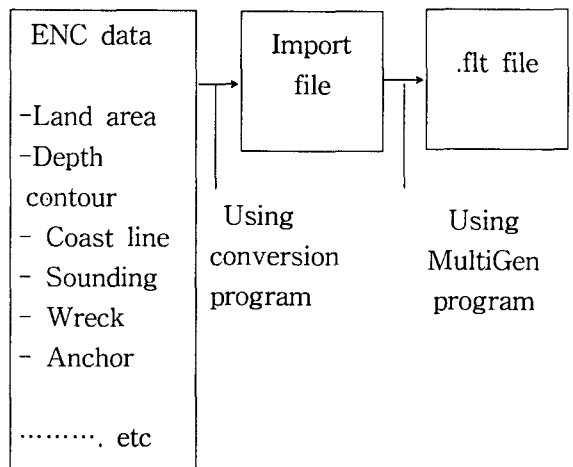 ENC data
-Land area
-Depth
contour
- Coast line
- Sounding
- Wreck
- Anchor
………. etc
Import
file
.flt file
Using
conversion
program
Using
MultiGen
program